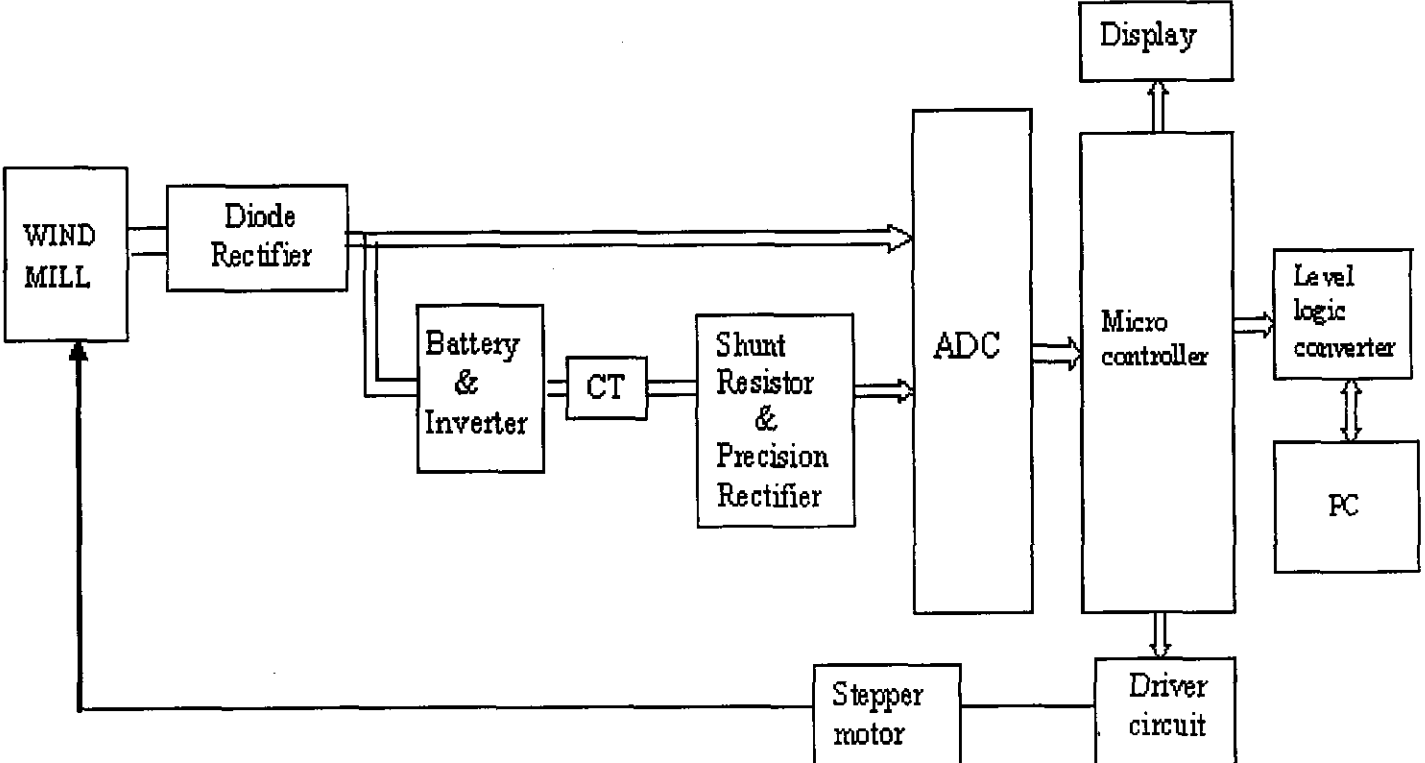 Display
WIND
MILL
Diode
Rectifier
Battery
&
Inverter
CT
Shunt
Resistor
&
Precision
Rectifier
ADC
Micro
controller
Level
logic
converter
PC
Stepper
motor
Driver
circuit